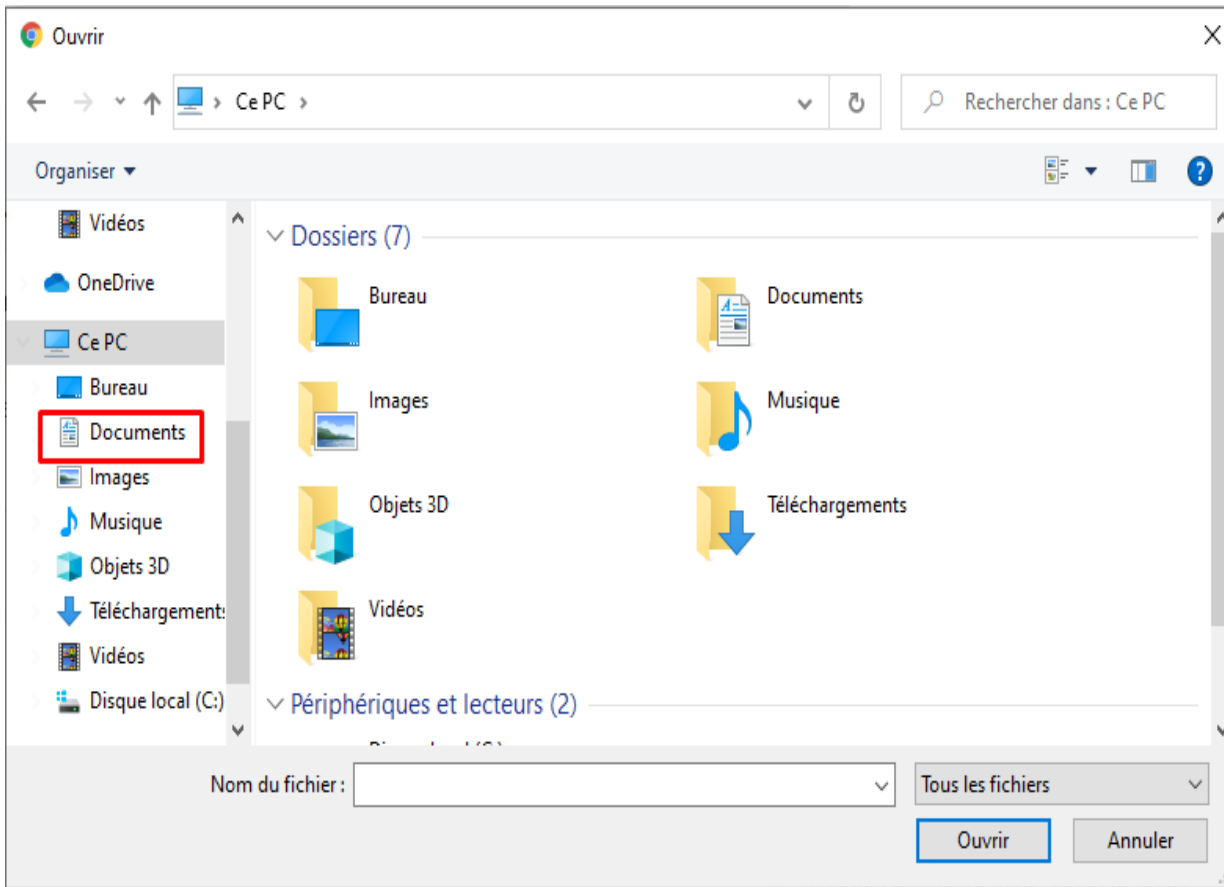 Ouvrir
Ce PC
Rechercher dans : Ce PC
Organiser
Vidéos
OneDrive
Ce PC
Bureau
Documents
Images
Musique
Objets 3D
Téléchargements
Vidéos
Disque local (C:)
Dossiers (7)
Bureau
Documents
Images
Musique
Objets 3D
Téléchargements
Vidéos
Périphériques et lecteurs (2)
Nom du fichier :
Tous les fichiers
Ouvrir
Annuler